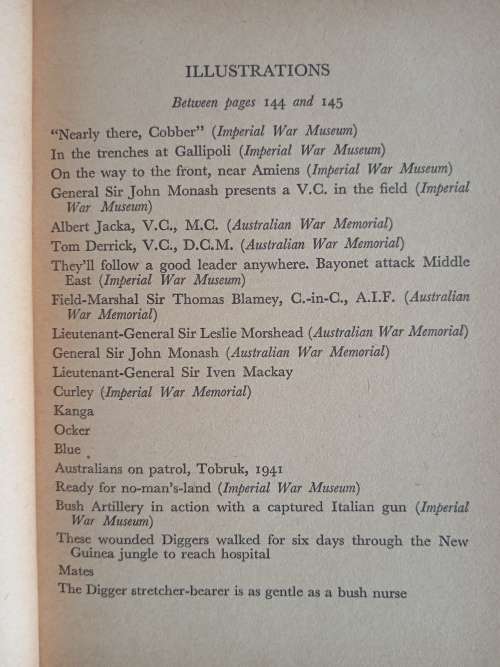 ILLUSTRATIONS
Between pages 144 and 145
“Nearly there, Cobber” (Imperial War Museum)
In the trenches at Gallipoli (Imperial War Museum)
On the way to the front, near Amiens (Imperial War Museum)
General Sir John Monash presents a V.C. in the field (Imperial
War Museum)
Albert Jacka, V.C., M.C. (Australian War Memorial)
Tom Derrick, V.C., D.C.M. (Australian War Memorial)
They'll follow a good leader anywhere. Bayonet attack Middle
East (Imperial War Museum)
Field-Marshal Sir Thomas Blamey, C.-in-C., A.I.F. (Australian
War Memorial)
Lieutenant-General Sir Leslie Morshead (Australian War Memorial)
General Sir John Monash (Australian War Memorial)
Lieutenant-General Sir Iven Mackay
Curley (Imperial War Memorial)
Kanga
Ocker
Blue
Australians on patrol, Tobruk, 1941
Ready for no-man's-land (Imperial War Museum)
Bush Artillery in action with a captured Italian gun (Imperial
War Museum)
These wounded Diggers walked for six days through the New
Guinea jungle to reach hospital
Mates
The Digger stretcher-bearer is as gentle as a bush nurse